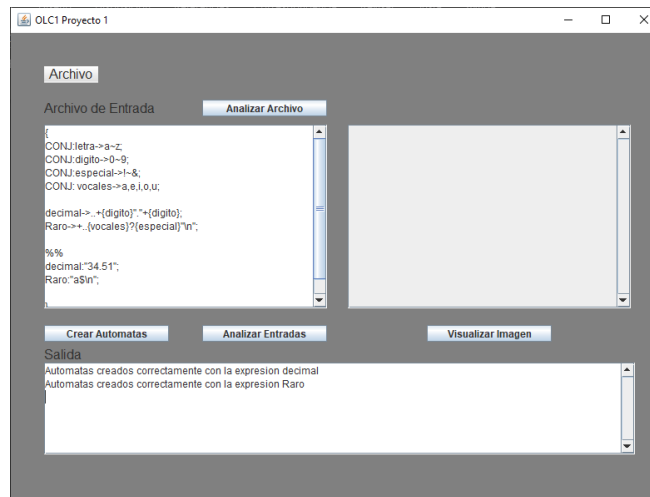 OLC1 Proyecto 1
Archivo
Archivo de Entrada
Analizar Archivo
{
CONJ:letra->a~z;
CONJ:digito->0~9;
CONJ:especial->!~&;
CONJ: vocales->a,e,i,o,u;
decimal->..+{digito}"."+{digito};
Raro->+..{vocales}?{especial}"\n";
%%
decimal:"34.51";
Raro:"a$\n";
Crear Automatas
Analizar Entradas
Visualizar Imagen
Salida
Automatas creados correctamente con la expresion decimal
Automatas creados correctamente con la expresion Raro